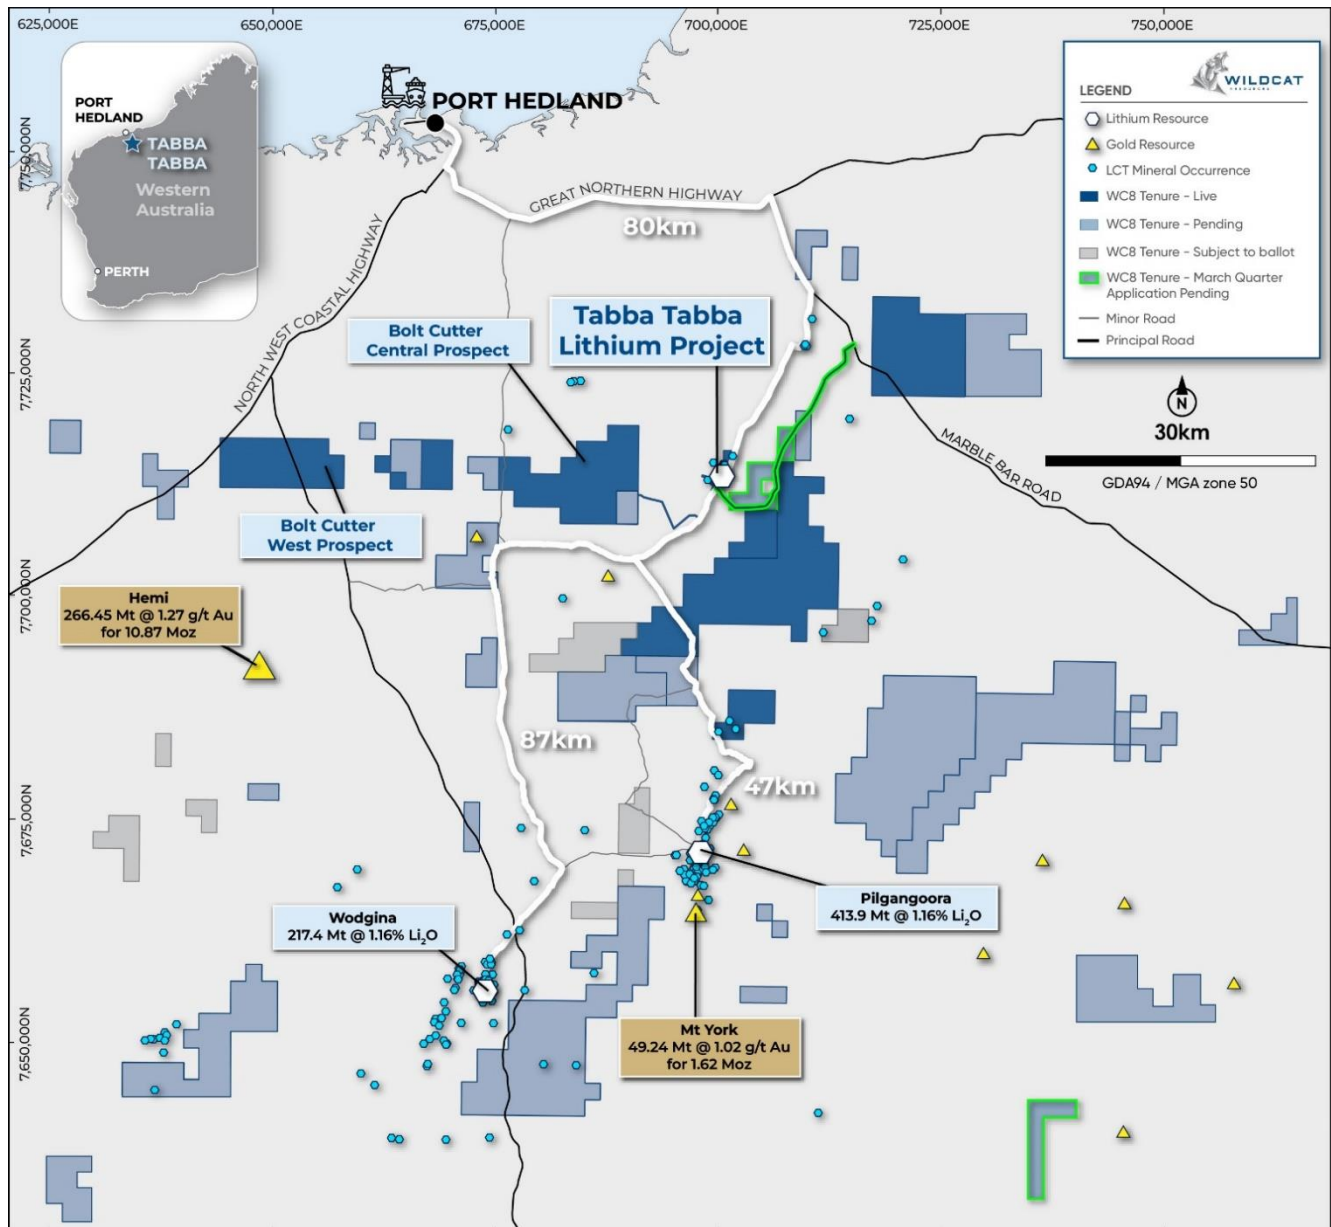 625,000E
650,000E
675,000E
700,000E
725,000E
750,000E
7,750,000N
7,725,000N
7,700,000N
7,675,000N
7,650,000N
PORT
HEDLAND
TABBA
TABBA
Western
Australia
PERTH
PORT HEDLAND
GREAT NORTHERN HIGHWAY
80km
NORTH WEST COASTAL HIGHWAY
MARBLE BAR ROAD
WILDCAT
RESOURCES
LEGEND
Lithium Resource
Gold Resource
LCT Mineral Occurrence
WC8 Tenure - Live
WC8 Tenure - Pending
WC8 Tenure - Subject to ballot
WC8 Tenure - March Quarter
Application Pending
Minor Road
Principal Road
N
30km
GDA94 / MGA zone 50
Tabba Tabba
Lithium Project
Bolt Cutter
Central Prospect
Bolt Cutter
West Prospect
Hemi
266.45 Mt @ 1.27 g/t Au
for 10.87 Moz
87km
47km
Pilgangoora
413.9 Mt @ 1.16% Li₂O
Wodgina
217.4 Mt @ 1.16% Li₂O
Mt York
49.24 Mt @ 1.02 g/t Au
for 1.62 Moz